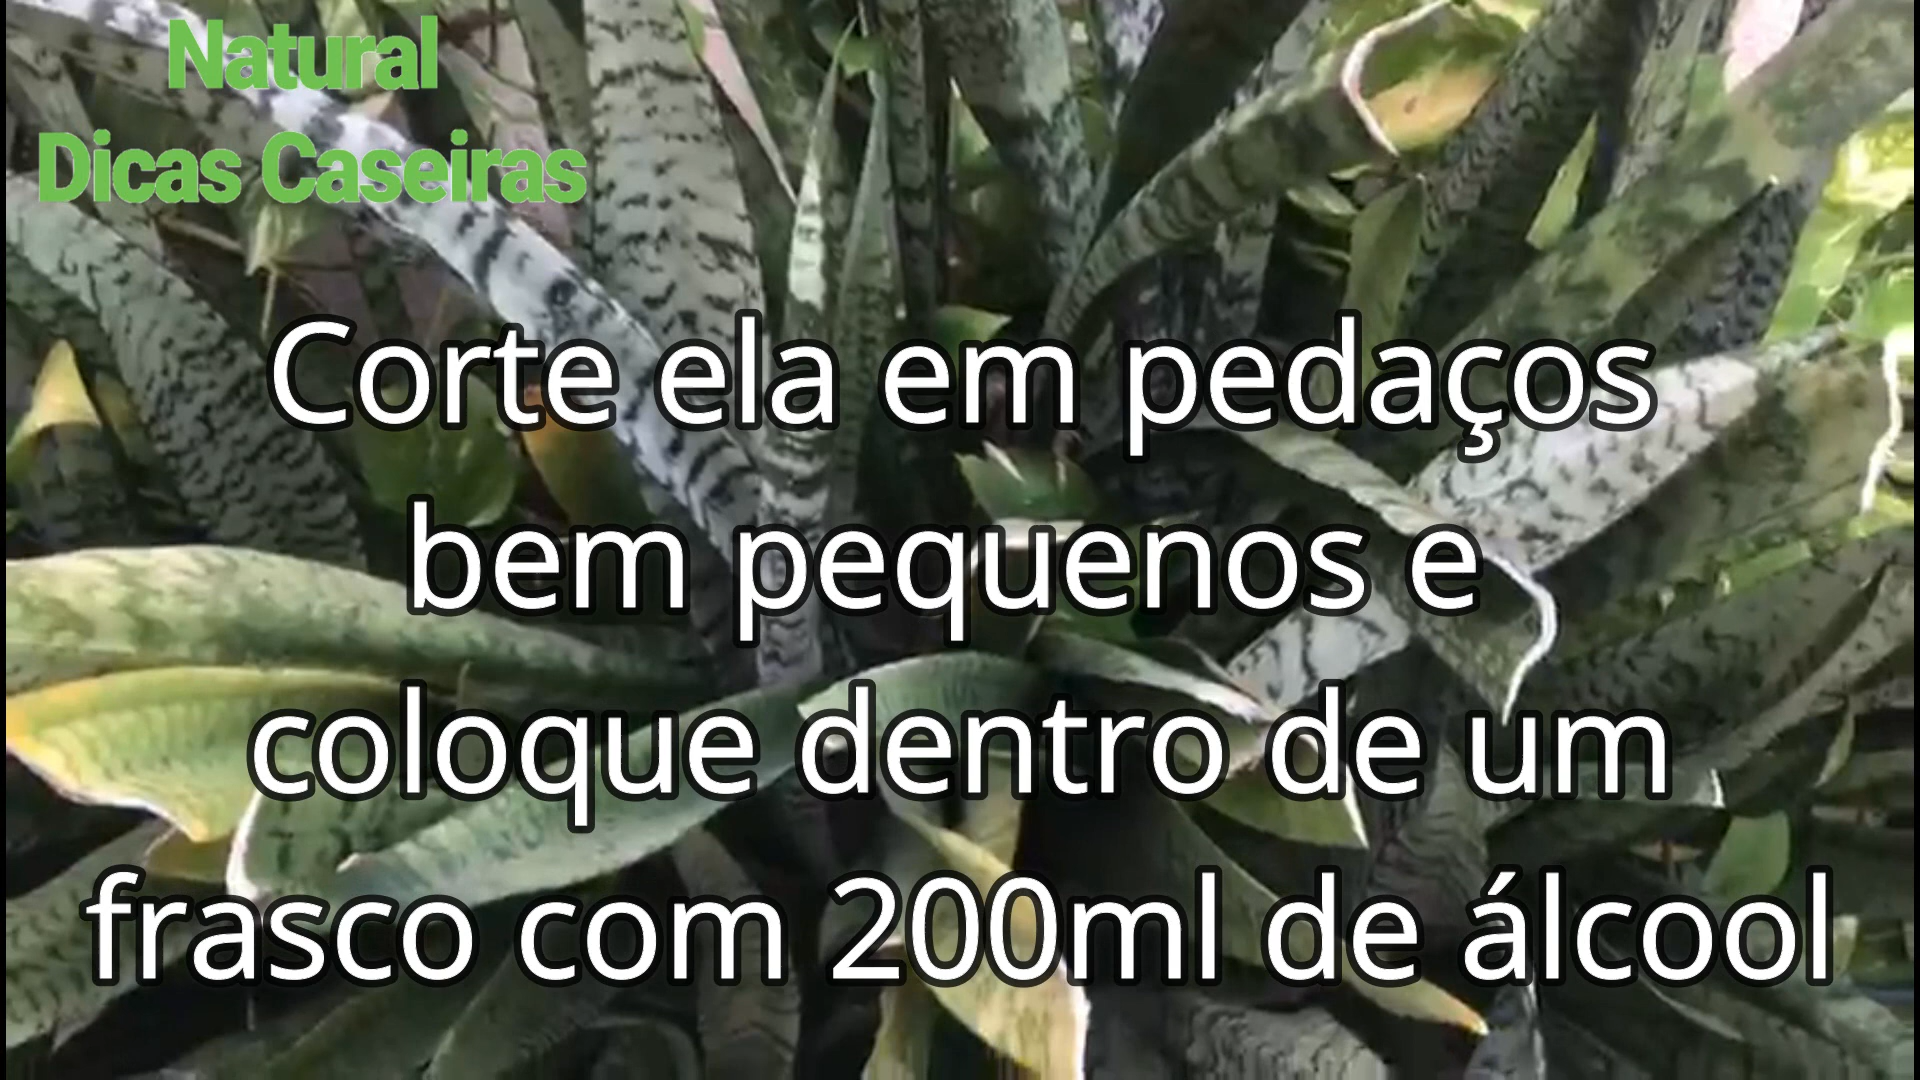 Natural
Dicas Caseiras
Corte ela em pedaços
bem pequenos e
coloque dentro de um
frasco com 200ml de álcool